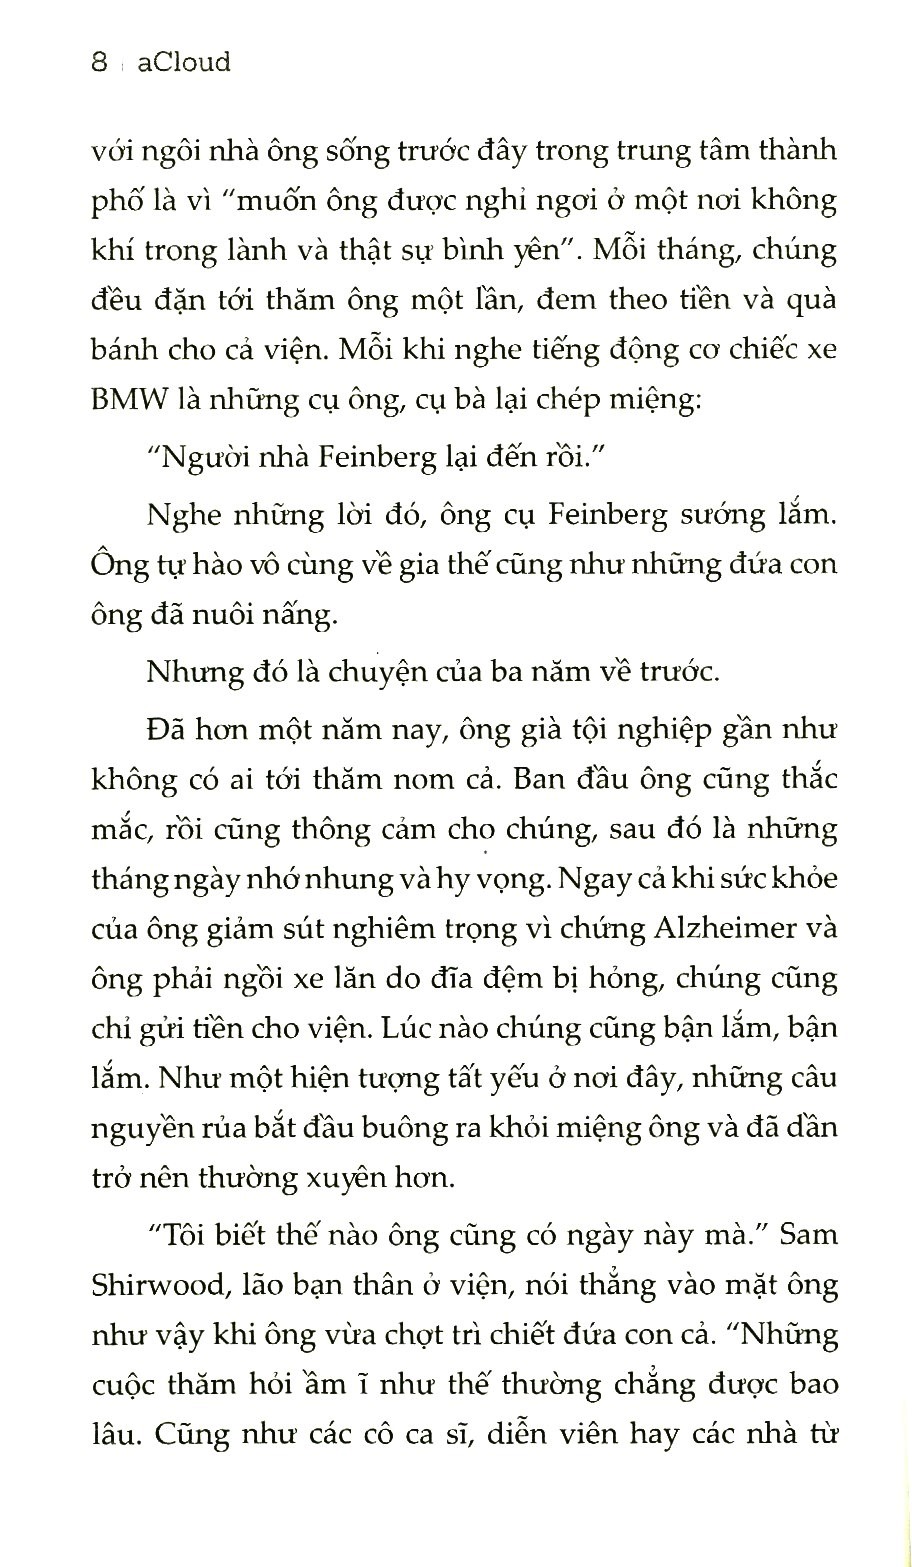 8 | aCloud
với ngôi nhà ông sống trước đây trong trung tâm thành
phố là vì "muốn ông được nghỉ ngơi ở một nơi không
khí trong lành và thật sự bình yên". Mỗi tháng, chúng
đều đặn tới thăm ông một lần, đem theo tiền và quà
bánh cho cả viện. Mỗi khi nghe tiếng động cơ chiếc xe
BMW là những cụ ông, cụ bà lại chép miệng:
"Người nhà Feinberg lại đến rồi."
Nghe những lời đó, ông cụ Feinberg sướng lắm.
Ông tự hào vô cùng về gia thế cũng như những đứa con
ông đã nuôi nấng.
Nhưng đó là chuyện của ba năm về trước.
Đã hơn một năm nay, ông già tội nghiệp gần như
không có ai tới thăm nom cả. Ban đầu ông cũng thắc
mắc, rồi cũng thông cảm cho chúng, sau đó là những
tháng ngày nhớ nhung và hy vọng. Ngay cả khi sức khỏe
của ông giảm sút nghiêm trọng vì chứng Alzheimer và
ông phải ngồi xe lăn do đĩa đệm bị hỏng, chúng cũng
chỉ gửi tiền cho viện. Lúc nào chúng cũng bận lắm, bận
lắm. Như một hiện tượng tất yếu ở nơi đây, những câu
nguyền rủa bắt đầu buông ra khỏi miệng ông và đã dần
trở nên thường xuyên hơn.
"Tôi biết thế nào ông cũng có ngày này mà." Sam
Shirwood, lão bạn thân ở viện, nói thẳng vào mặt ông
như vậy khi ông vừa chợt trì chiết đứa con cả. "Những
cuộc thăm hỏi ầm ĩ như thế thường chẳng được bao
lâu. Cũng như các cô ca sĩ, diễn viên hay các nhà từ